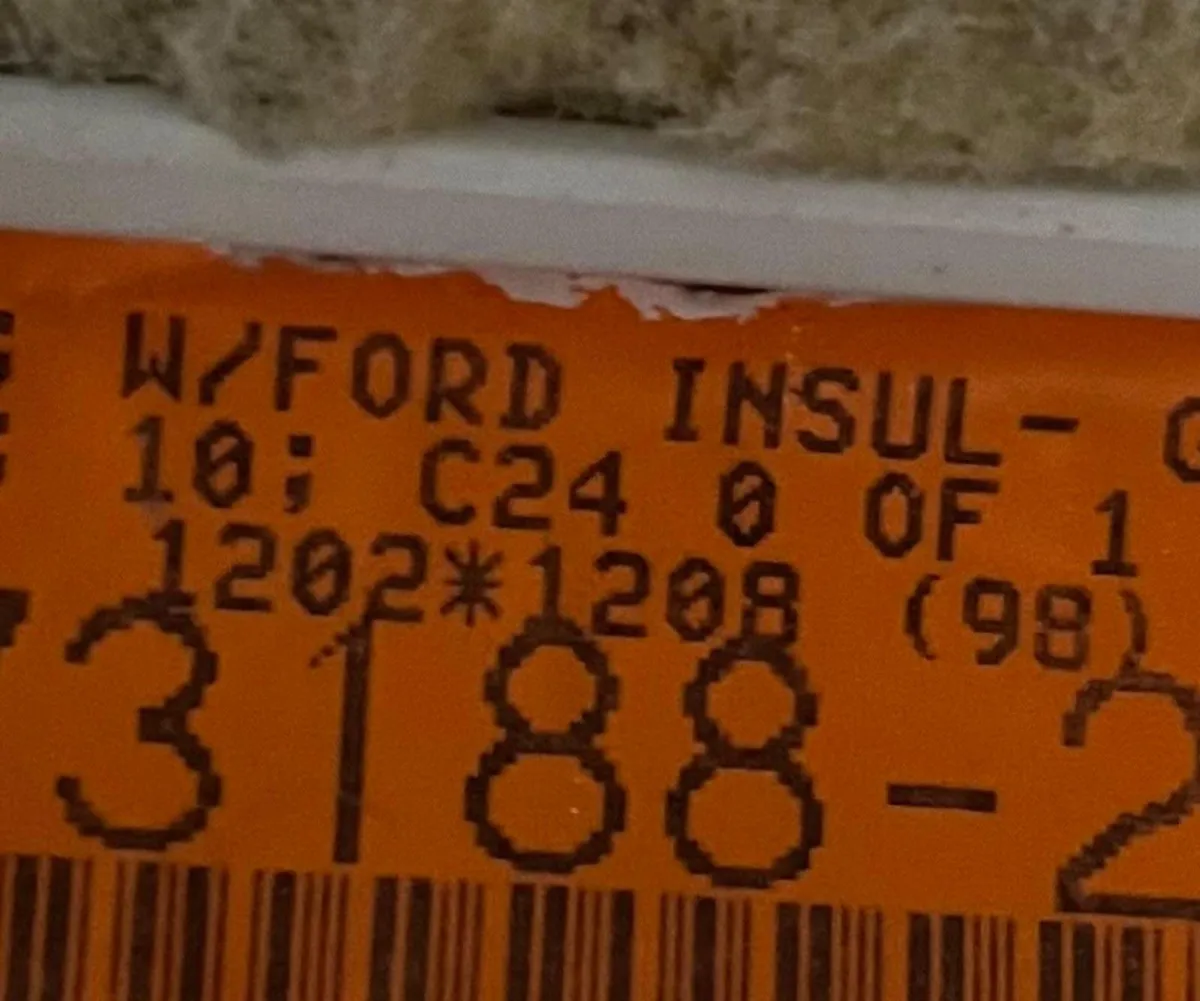 W/FORD INSUL-
10; C24 0 OF 1
1202*1208 (98)
3188-2